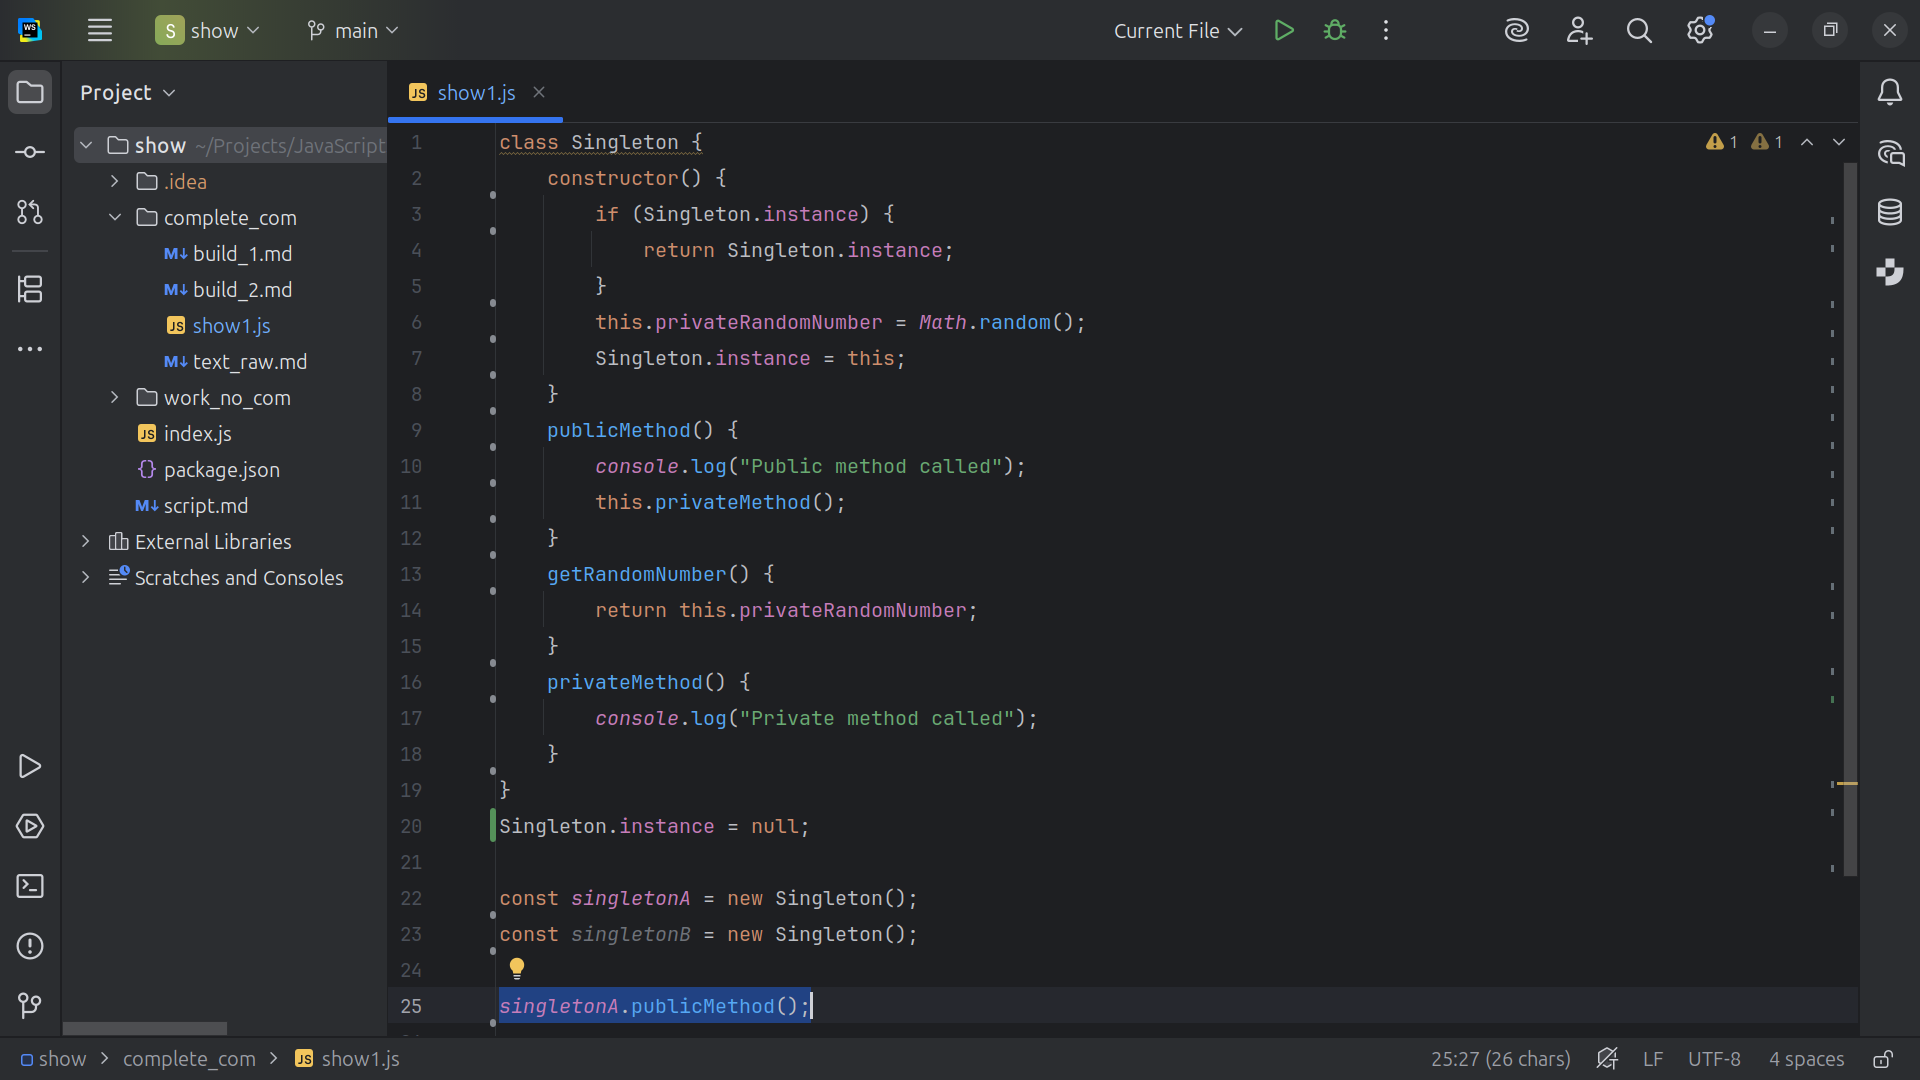 WS
S show
main
Current File
Project
show ~/Projects/JavaScript
.idea
complete_com
M↓ build_1.md
M↓ build_2.md
JS show1.js
M↓ text_raw.md
work_no_com
JS index.js
{} package.json
M↓ script.md
External Libraries
Scratches and Consoles
JS show1.js
1 1
1 class Singleton {
2 constructor() {
3 if (Singleton.instance) {
4 return Singleton.instance;
5 }
6 this.privateRandomNumber = Math.random();
7 Singleton.instance = this;
8 }
9 publicMethod() {
10 console.log("Public method called");
11 this.privateMethod();
12 }
13 getRandomNumber() {
14 return this.privateRandomNumber;
15 }
16 privateMethod() {
17 console.log("Private method called");
18 }
19 }
20 Singleton.instance = null;
21
22 const singletonA = new Singleton();
23 const singletonB = new Singleton();
24
25 singletonA.publicMethod();
show > complete_com > JS show1.js
25:27 (26 chars) LF UTF-8 4 spaces